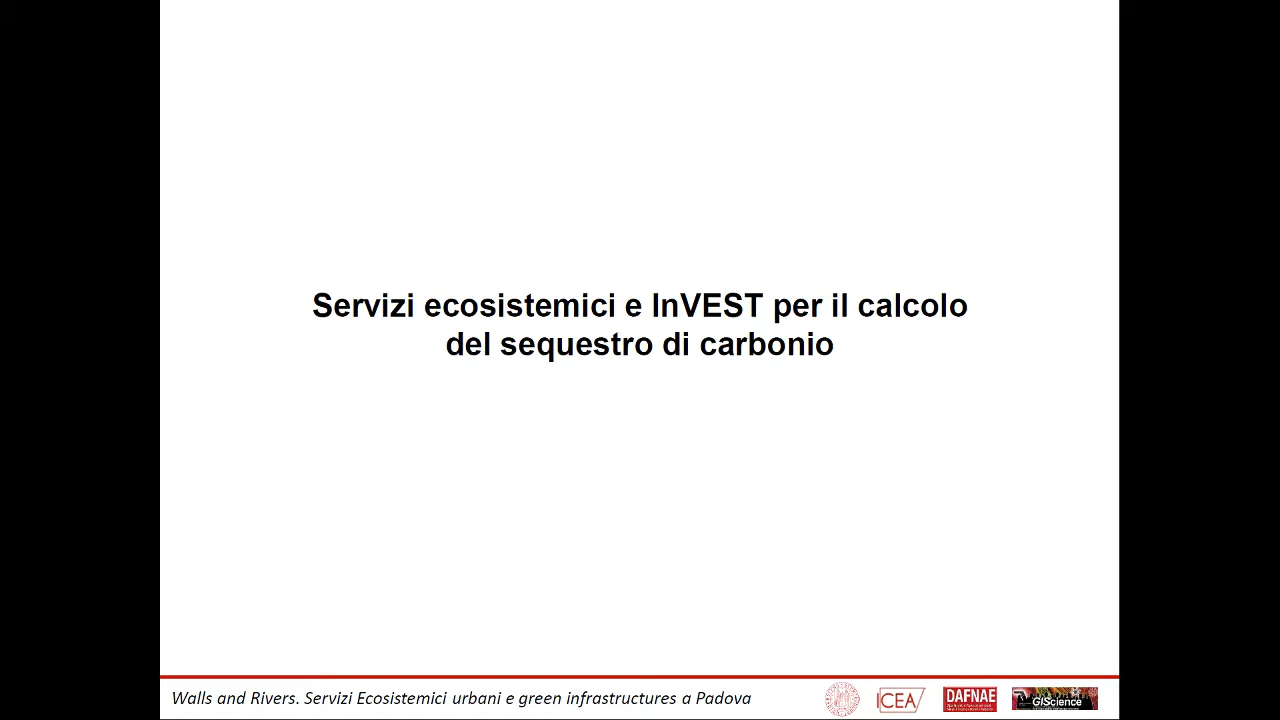 Servizi ecosistemici e InVEST per il calcolo
del sequestro di carbonio
Walls and Rivers. Servizi Ecosistemici urbani e green infrastructures a Padova
ICEA
DAFNAE
GIScience